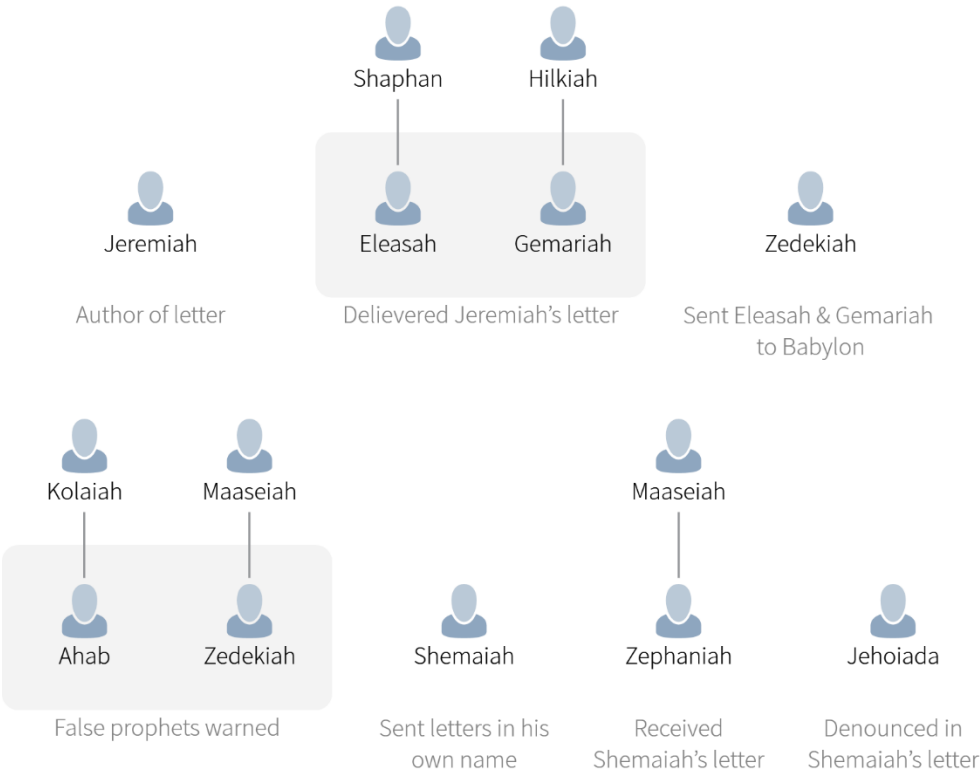 Shaphan
Hilkiah
Jeremiah
Eleasah
Gemariah
Zedekiah
Author of letter
Delievered Jeremiah's letter
Sent Eleasah & Gemariah
to Babylon
Kolaiah
Maaseiah
Maaseiah
Ahab
Zedekiah
Shemaiah
Zephaniah
Jehoiada
False prophets warned
Sent letters in his
own name
Received
Shemaiah's letter
Denounced in
Shemaiah's letter